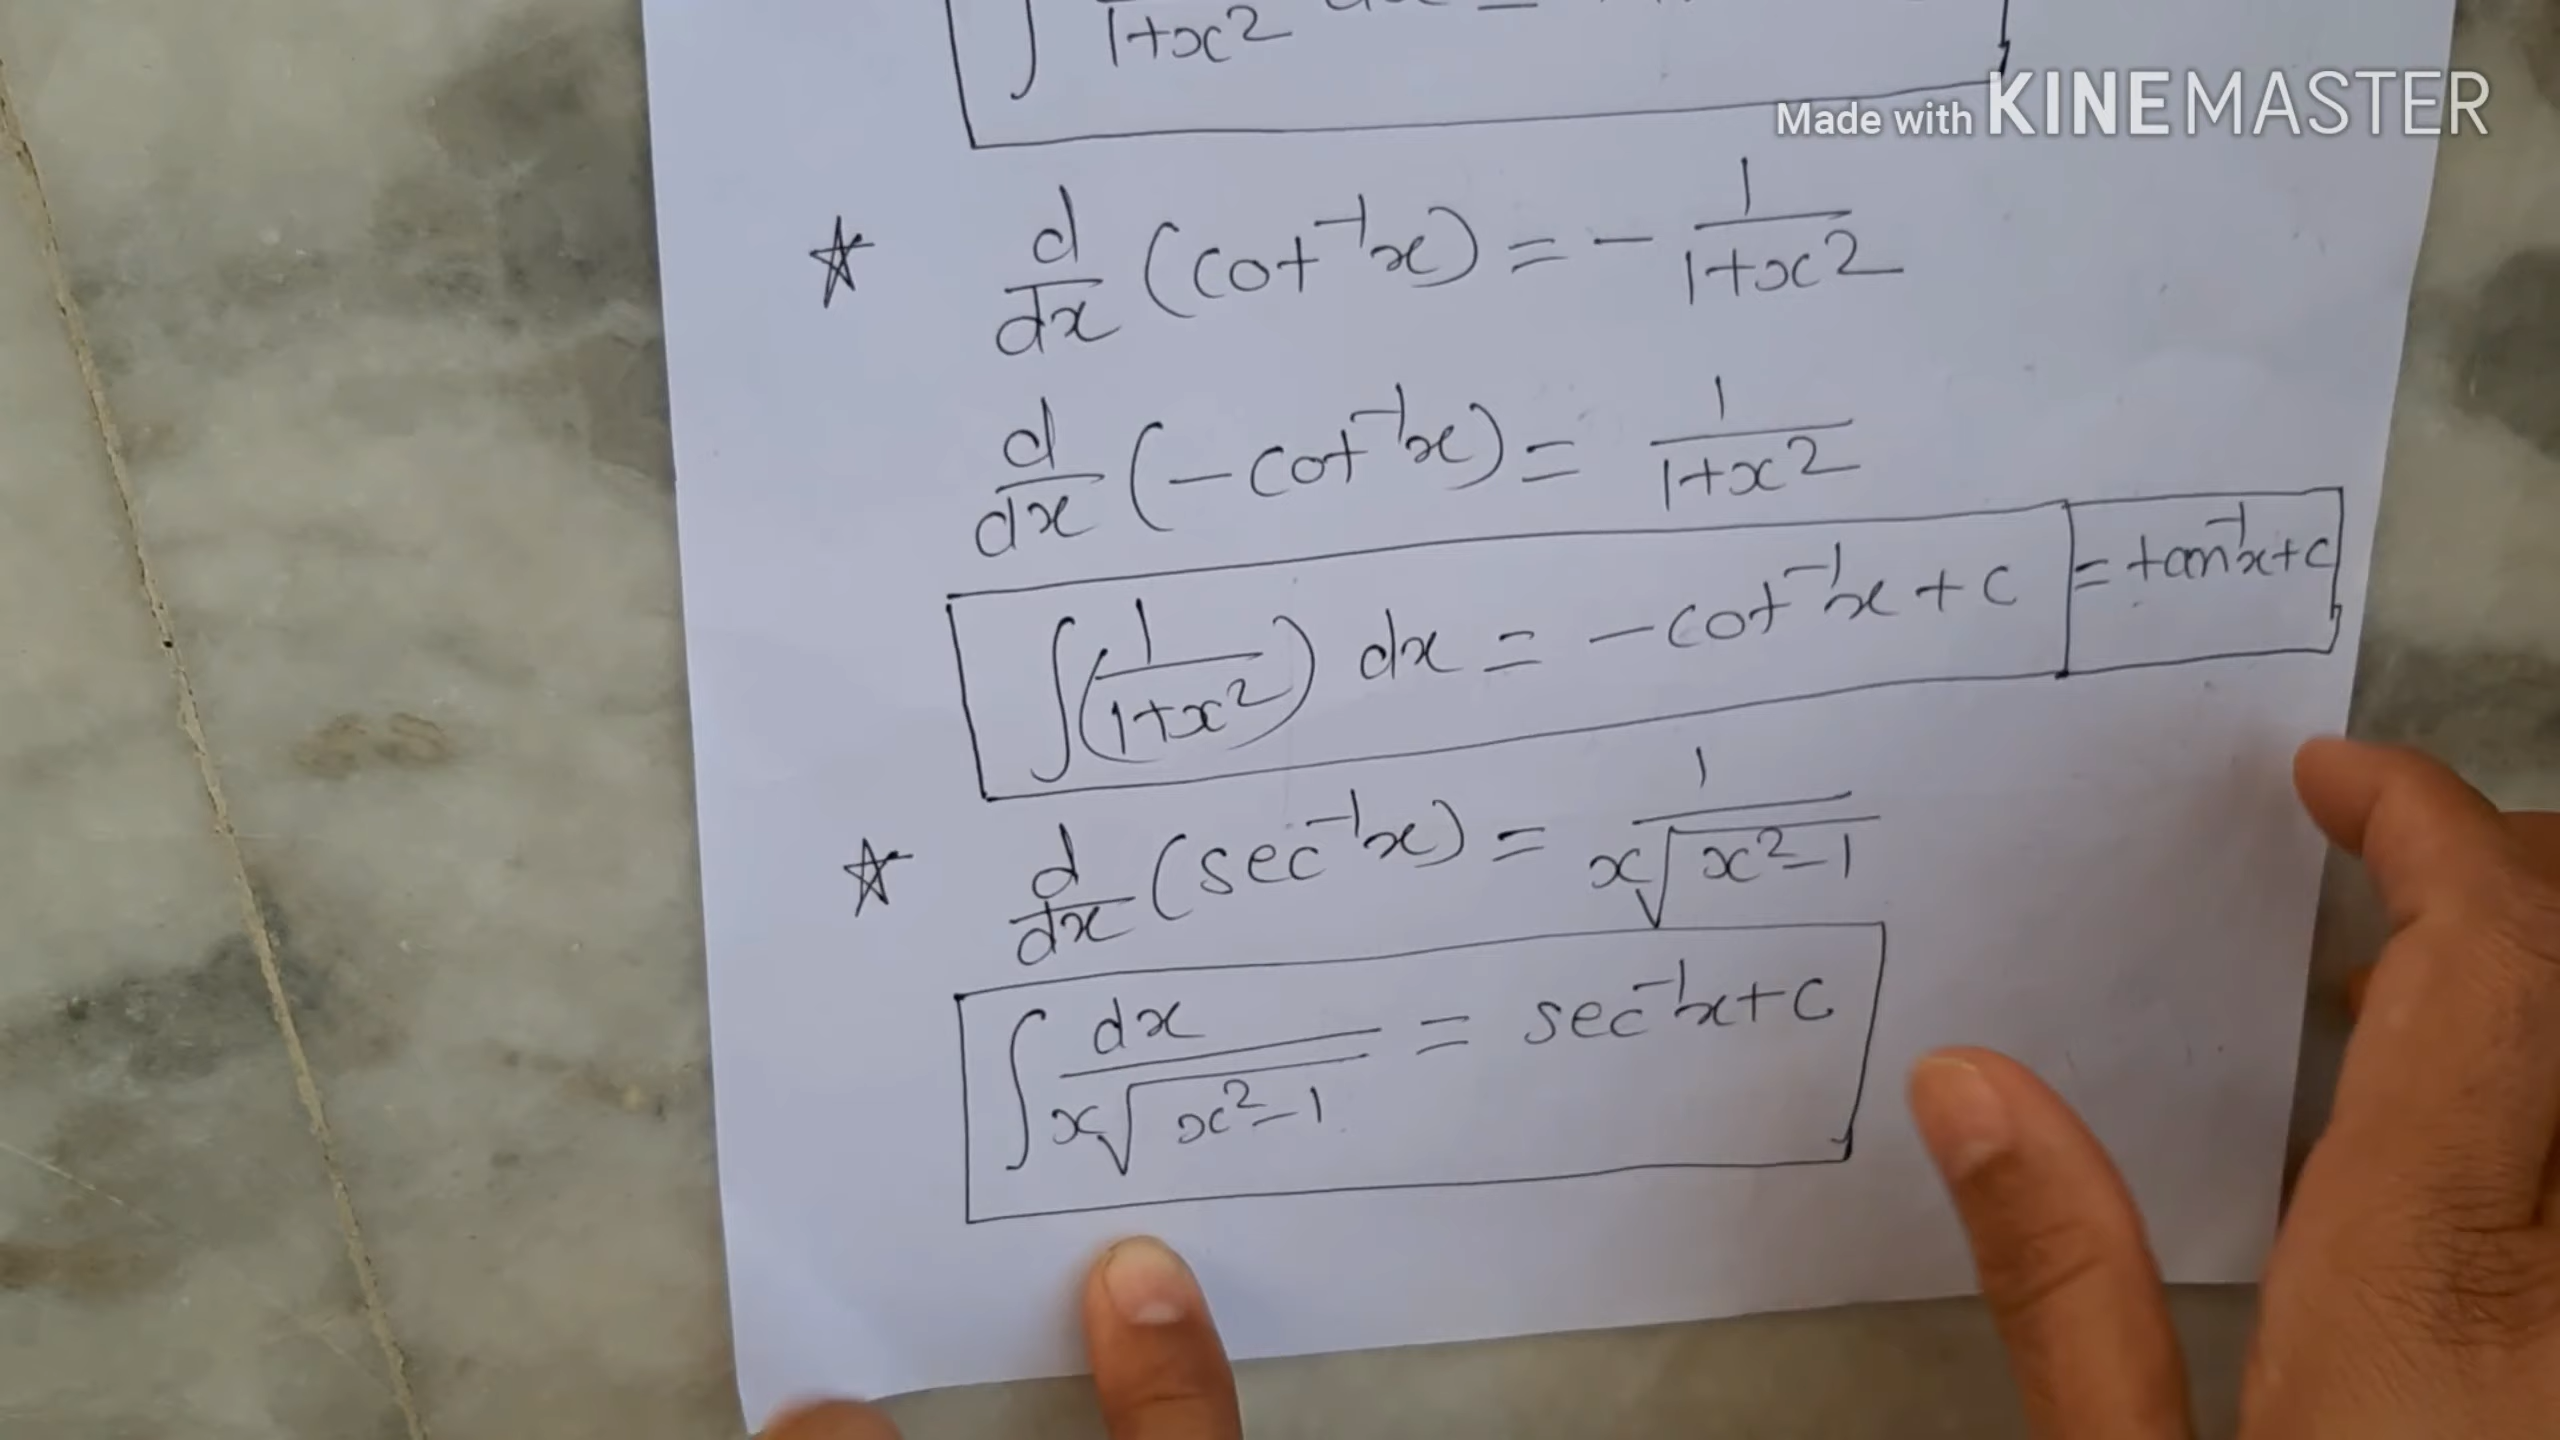 ∫ 1+x²
Made with KINEMASTER
☆ d/dx (cot⁻¹x) = - 1/1+x²
d/dx (-cot⁻¹x) = 1/1+x²
∫(1/1+x²) dx = -cot⁻¹x + c = tan⁻¹x+c
☆ d/dx (sec⁻¹x) = 1/x√x²-1
∫ dx/x√x²-1 = sec⁻¹x+c